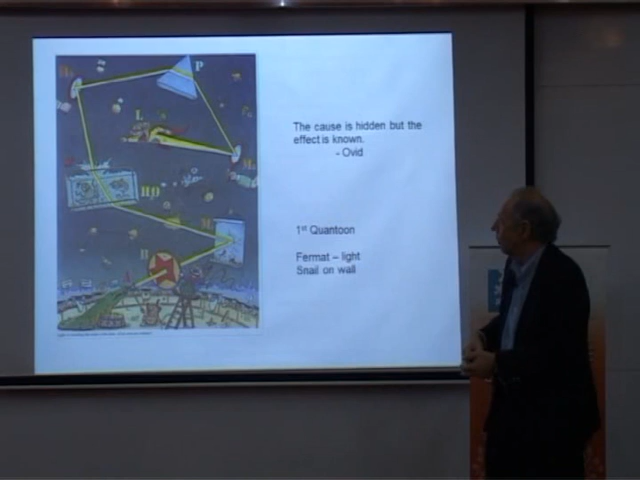 P
L
The cause is hidden but the
effect is known.
- Ovid
1st Quantoon
Fermat – light
Snail on wall